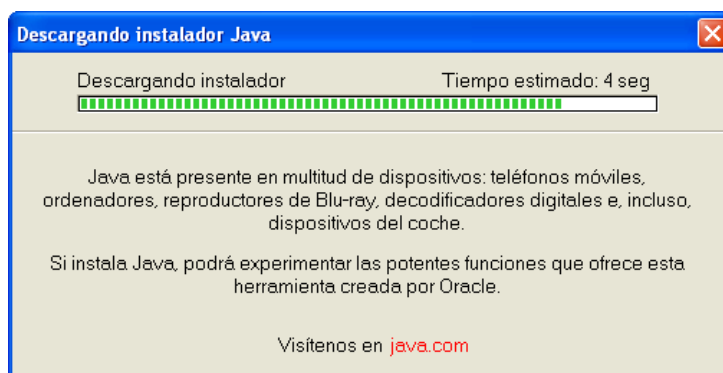 Descargando instalador Java
Descargando instalador Tiempo estimado: 4 seg
Java está presente en multitud de dispositivos: teléfonos móviles,
ordenadores, reproductores de Blu-ray, decodificadores digitales e, incluso,
dispositivos del coche.
Si instala Java, podrá experimentar las potentes funciones que ofrece esta
herramienta creada por Oracle.
Visítenos en java.com